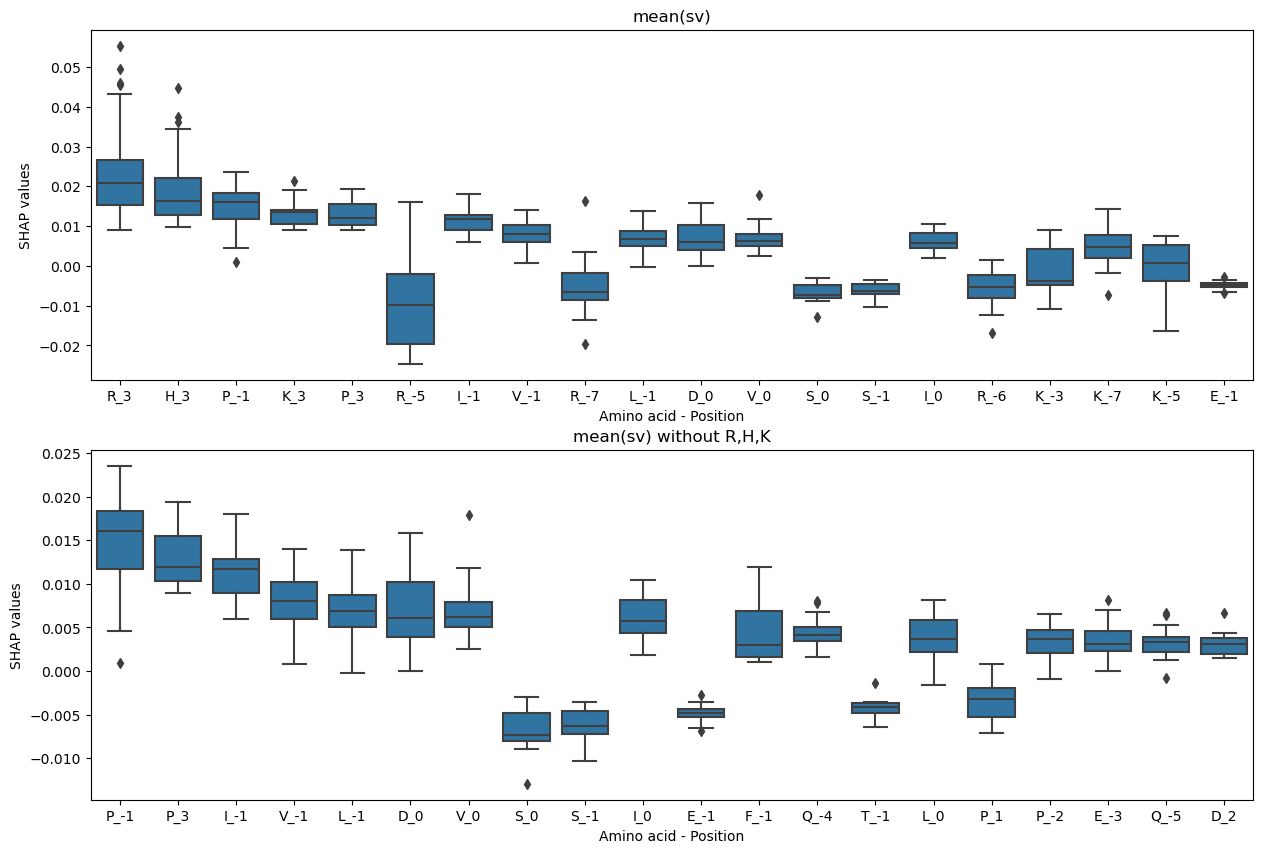 mean(sv)
0.05
0.04
0.03
0.02
0.01
0.00
−0.01
−0.02
SHAP values
R_3 H_3 P_-1 K_3 P_3 R_-5 I_-1 V_-1 R_-7 L_-1 D_0 V_0 S_0 S_-1 I_0 R_-6 K_-3 K_-7 K_-5 E_-1
Amino acid - Position
mean(sv) without R,H,K
0.025
0.020
0.015
0.010
0.005
0.000
−0.005
−0.010
SHAP values
P_-1 P_3 I_-1 V_-1 L_-1 D_0 V_0 S_0 S_-1 I_0 E_-1 F_-1 Q_-4 T_-1 L_0 P_1 P_-2 E_-3 Q_-5 D_2
Amino acid - Position